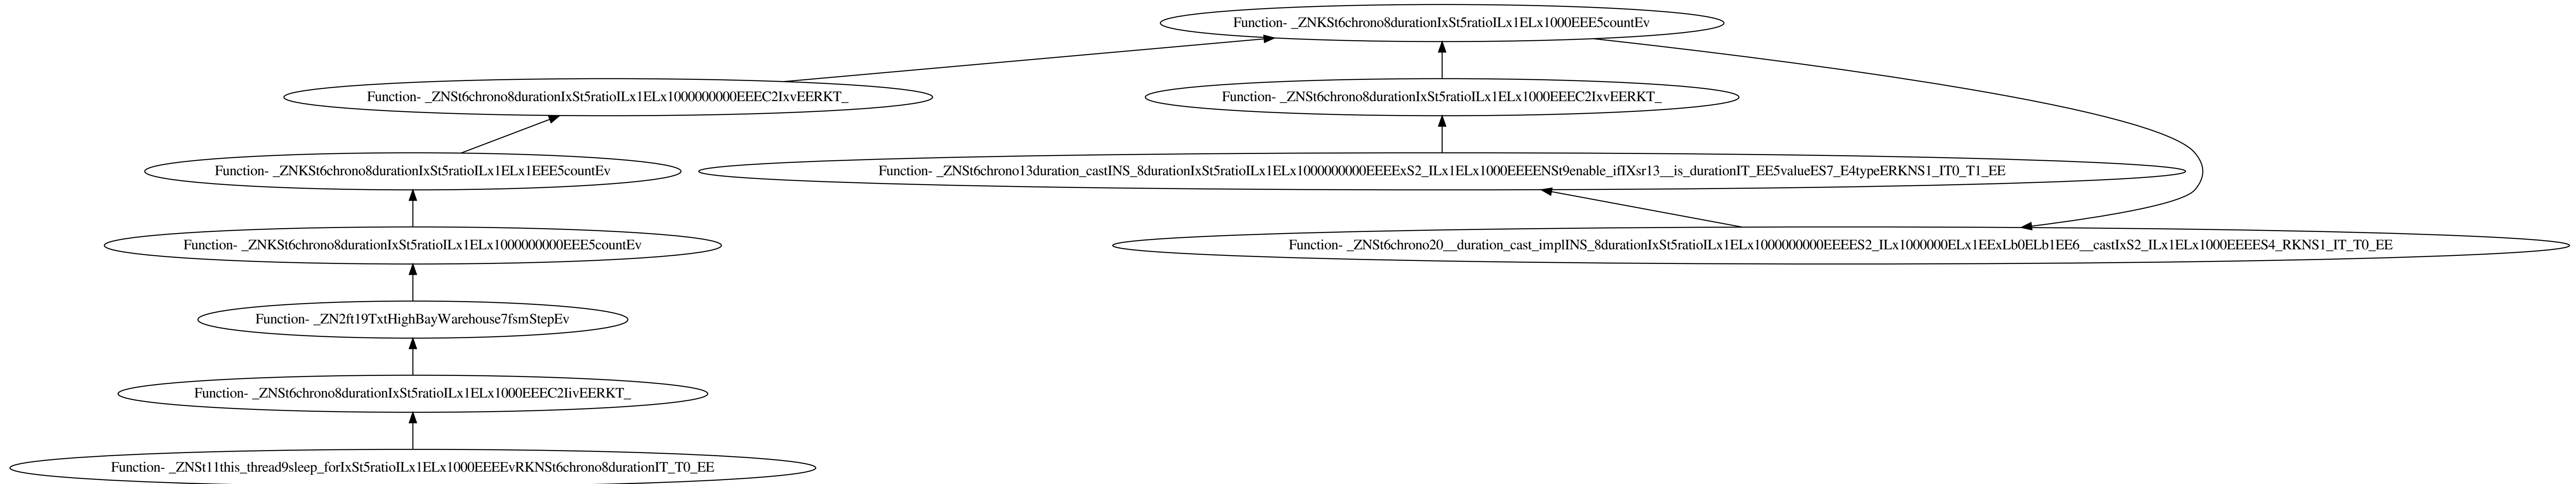 Function- _ZNKSt6chrono8durationIxSt5ratioILx1ELx1000EEE5countEv
Function- _ZNSt6chrono8durationIxSt5ratioILx1ELx1000000000EEEC2IxvEERKT_
Function- _ZNSt6chrono8durationIxSt5ratioILx1ELx1000EEEC2IxvEERKT_
Function- _ZNKSt6chrono8durationIxSt5ratioILx1ELx1EEE5countEv
Function- _ZNSt6chrono13duration_castINS_8durationIxSt5ratioILx1ELx1000000000EEEExS2_ILx1ELx1000EEEENSt9enable_ifIXsr13__is_durationIT_EE5valueES7_E4typeERKNS1_IT0_T1_EE
Function- _ZNKSt6chrono8durationIxSt5ratioILx1ELx1000000000EEE5countEv
Function- _ZNSt6chrono20__duration_cast_implINS_8durationIxSt5ratioILx1ELx1000000000EEEES2_ILx1000000ELx1EExLb0ELb1EE6__castIxS2_ILx1ELx1000EEEES4_RKNS1_IT_T0_EE
Function- _ZN2ft19TxtHighBayWarehouse7fsmStepEv
Function- _ZNSt6chrono8durationIxSt5ratioILx1ELx1000EEEC2IivEERKT_
Function- _ZNSt11this_thread9sleep_forIxSt5ratioILx1ELx1000EEEEvRKNSt6chrono8durationIT_T0_EE